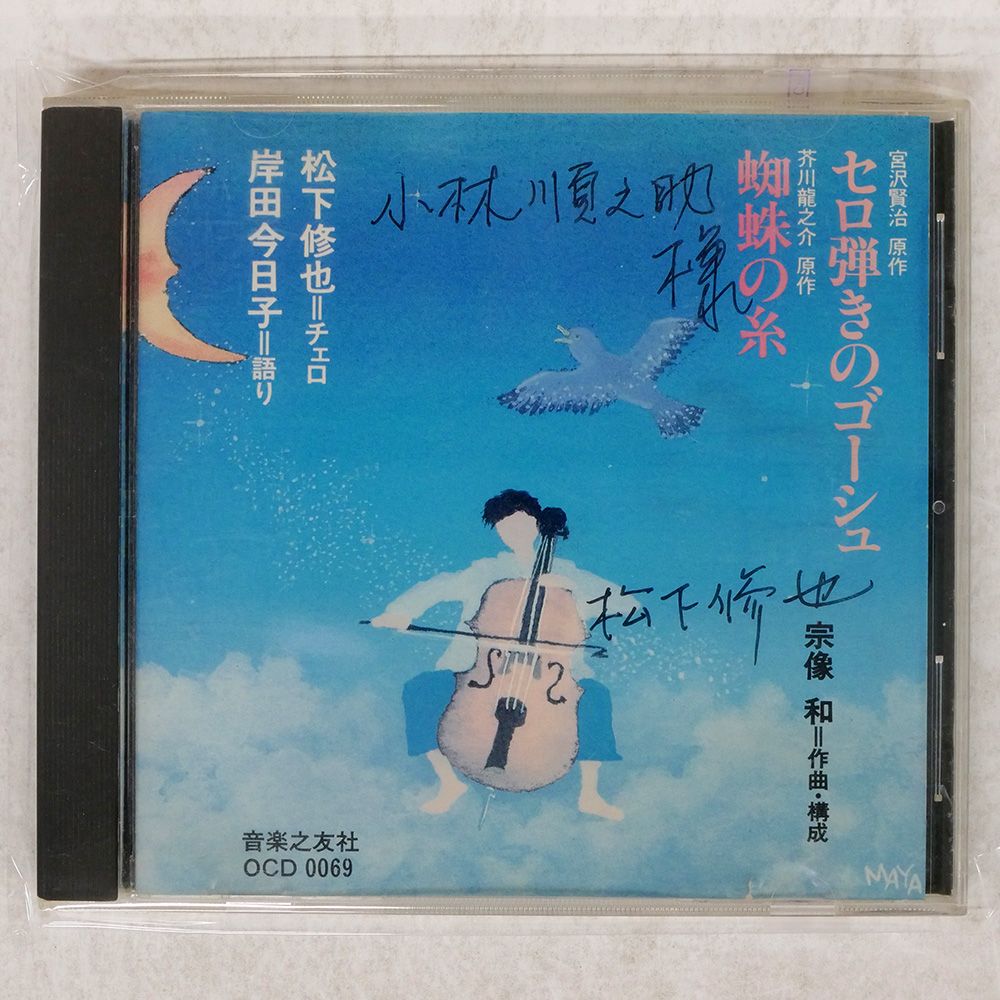 宮沢賢治 原作
セロ弾きのゴーシュ
芥川龍之介 原作
蜘蛛の糸
小林順之助
様
松下修也=チェロ
岸田今日子=語り
松下修也
宗像 和=作曲・構成
音楽之友社
OCD 0069
MAYA